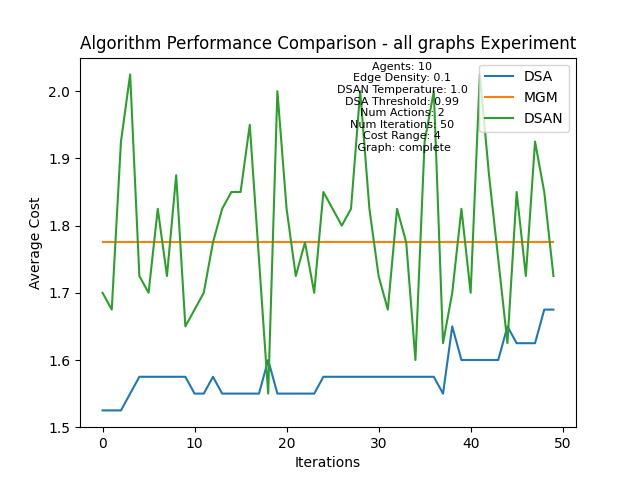 Algorithm Performance Comparison - all graphs Experiment
Agents: 10
Edge Density: 0.1
DSAN Temperature: 1.0
DSA Threshold: 0.99
Num Actions: 2
Num Iterations: 50
Cost Range: 4
Graph: complete
DSA
MGM
DSAN
Average Cost
2.0
1.9
1.8
1.7
1.6
1.5
0
10
20
30
40
50
Iterations